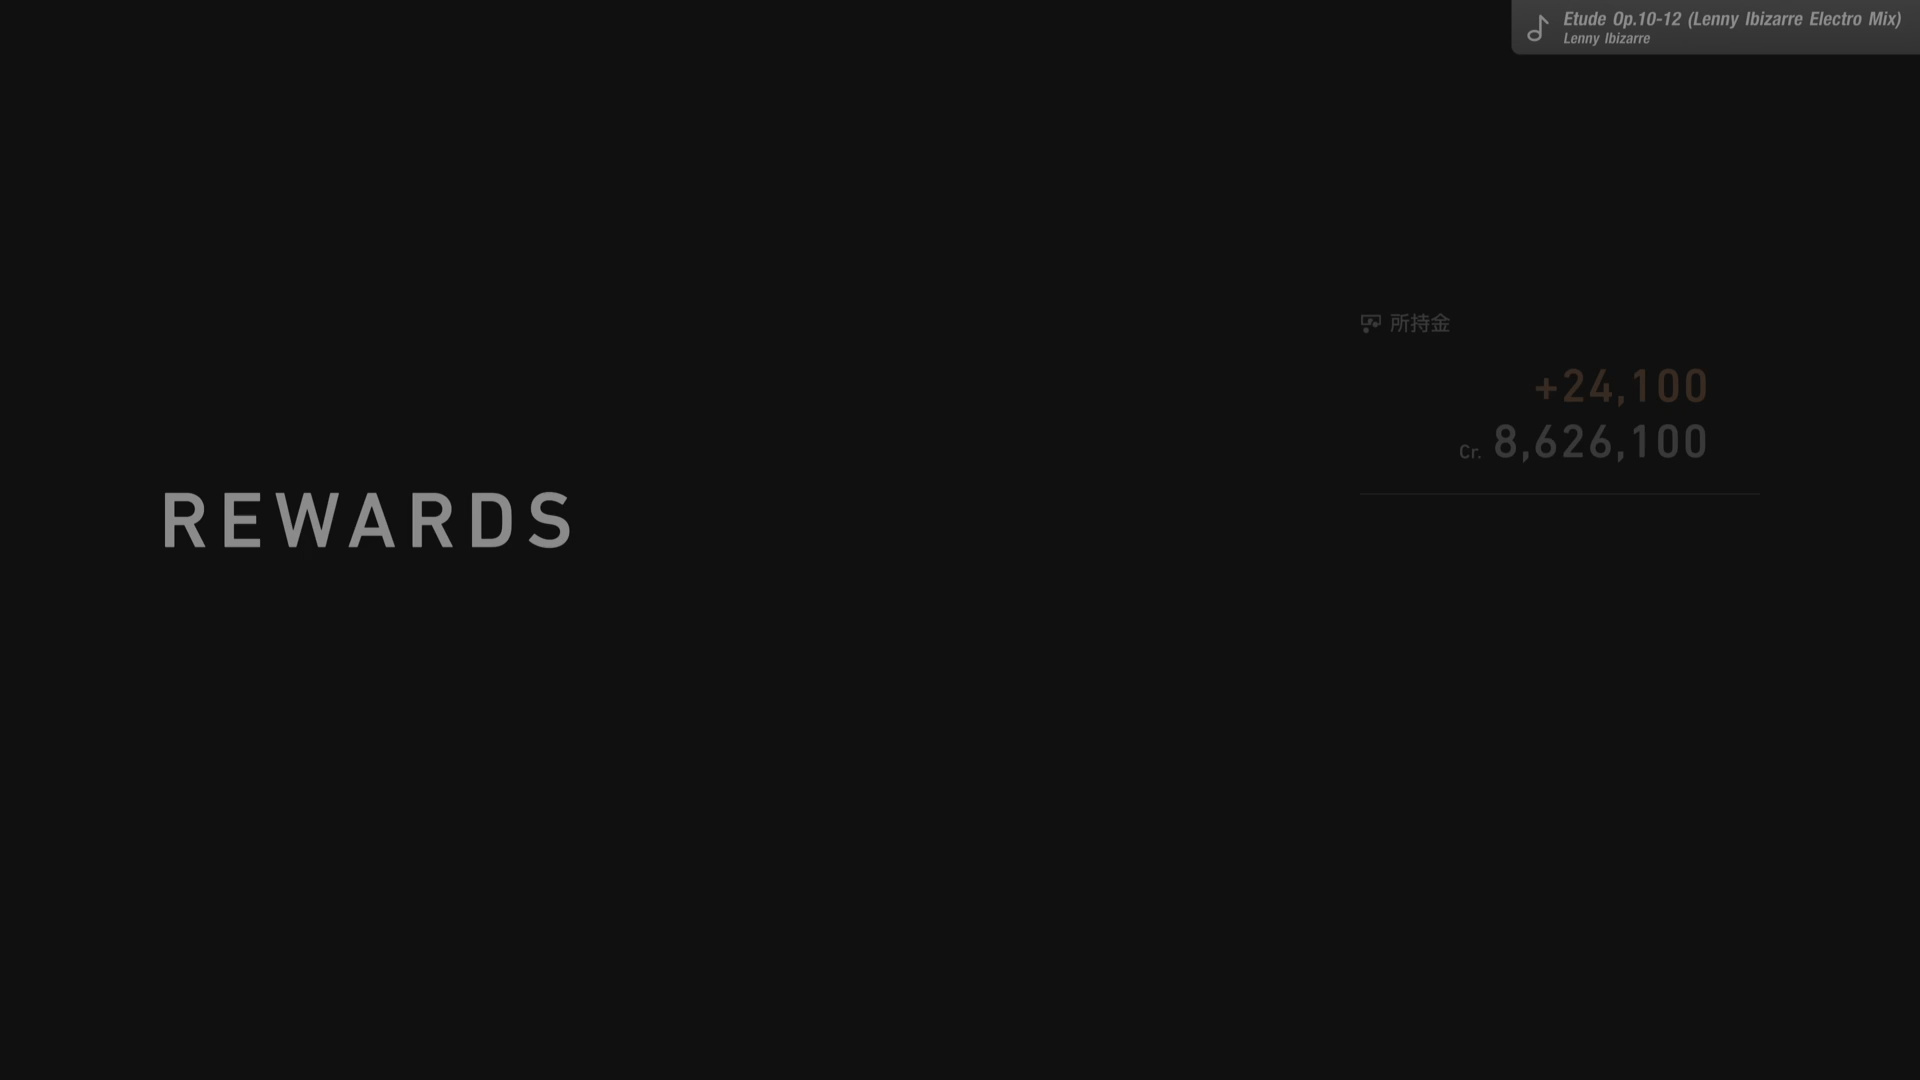 Etude Op.10-12 (Lenny Ibizarre Electro Mix)
Lenny Ibizarre
所持金
+24,100
Cr. 8,626,100
REWARDS